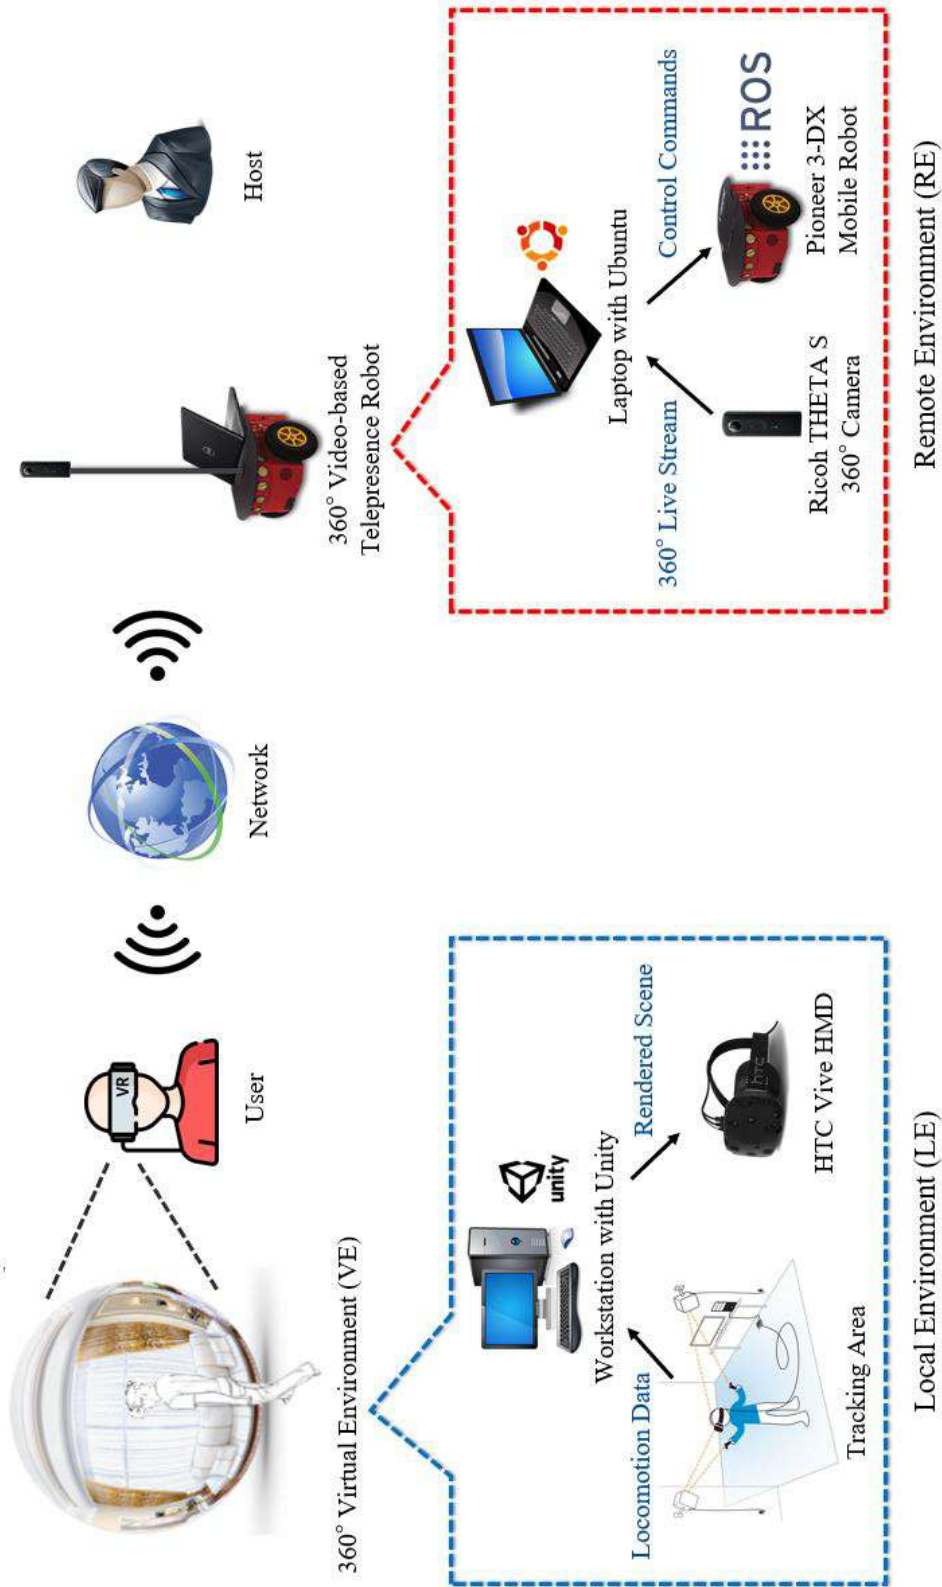 VR
User
Network
360° Video-based
Telepresence Robot
Host
360° Virtual Environment (VE)
unity
Workstation with Unity
Locomotion Data
Rendered Scene
Tracking Area
htc
HTC Vive HMD
Local Environment (LE)
Laptop with Ubuntu
360° Live Stream
Control Commands
ROS
Ricoh THETA S
360° Camera
Pioneer 3-DX
Mobile Robot
Remote Environment (RE)